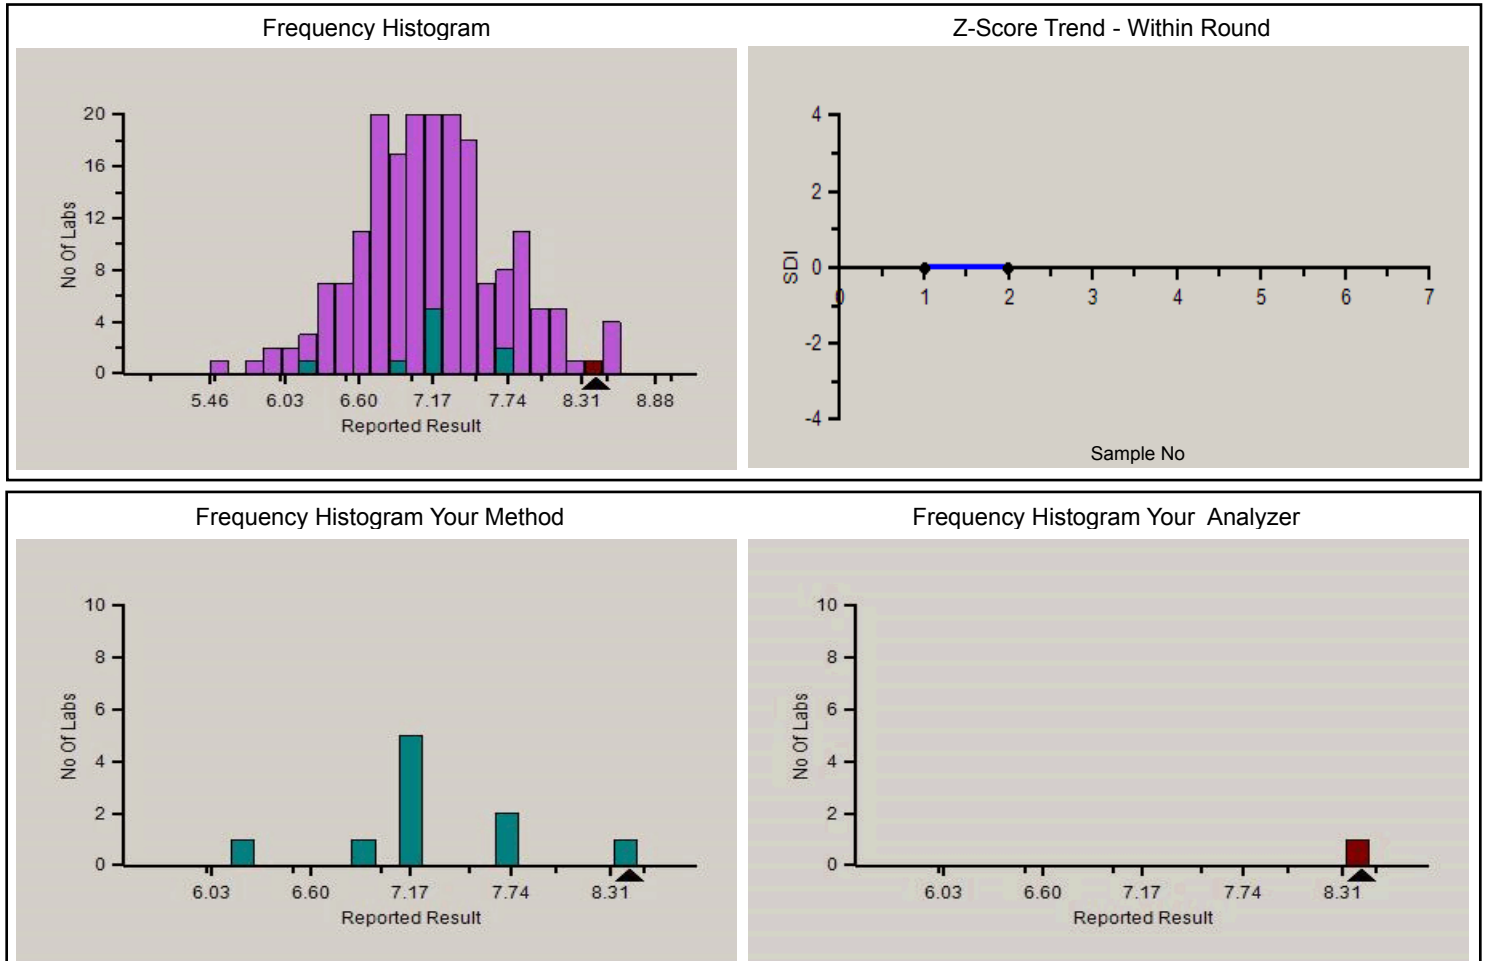 Frequency Histogram
20
16
12
8
4
0
No Of Labs
5.46 6.03 6.60 7.17 7.74 8.31 8.88
Reported Result
Z-Score Trend - Within Round
4
2
0
-2
-4
SDI
0 1 2 3 4 5 6 7
Sample No
Frequency Histogram Your Method
10
8
6
4
2
0
No Of Labs
6.03 6.60 7.17 7.74 8.31
Reported Result
Frequency Histogram Your Analyzer
10
8
6
4
2
0
No Of Labs
6.03 6.60 7.17 7.74 8.31
Reported Result